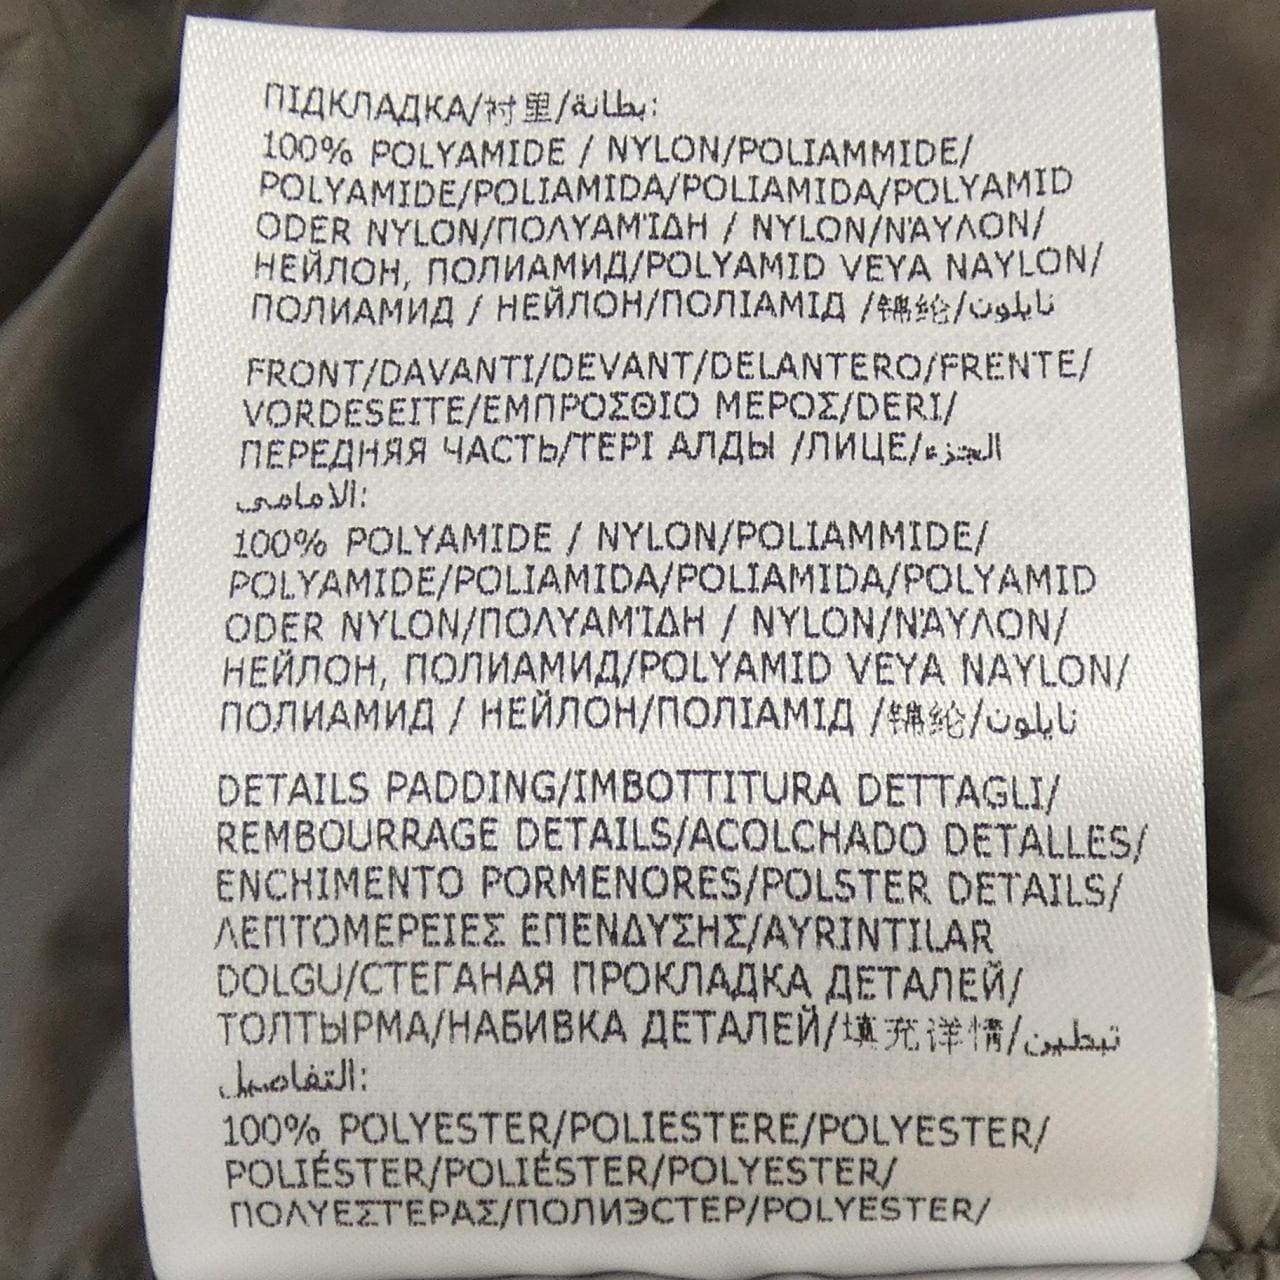 ПІДКЛАДКА/衬里/بطانة:
100% POLYAMIDE / NYLON/POLIAMMIDE/
POLYAMIDE/POLIAMIDA/POLIAMIDA/POLYAMID
ODER NYLON/ΠΟΛΥΑΜΊΔΗ / NYLON/ΝΆΥΛΟΝ/
НЕЙЛОН, ПОЛИАМИД/POLYAMID VEYA NAYLON/
ПОЛИАМИД / НЕЙЛОН/ПОЛІАМІД /锦纶/نايلون
FRONT/DAVANTI/DEVANT/DELANTERO/FRENTE/
VORDESEITE/ΕΜΠΡΟΣΘΙΟ ΜΕΡΟΣ/DERI/
ПЕРЕДНЯЯ ЧАСТЬ/ТЕРІ АЛДЫ /ЛИЦЕ/الجزء
الامامي:
100% POLYAMIDE / NYLON/POLIAMMIDE/
POLYAMIDE/POLIAMIDA/POLIAMIDA/POLYAMID
ODER NYLON/ΠΟΛΥΑΜΊΔΗ / NYLON/ΝΆΥΛΟΝ/
НЕЙЛОН, ПОЛИАМИД/POLYAMID VEYA NAYLON/
ПОЛИАМИД / НЕЙЛОН/ПОЛІАМІД /锦纶/نايلون
DETAILS PADDING/IMBOTTITURA DETTAGLI/
REMBOURRAGE DETAILS/ACOLCHADO DETALLES/
ENCHIMENTO PORMENORES/POLSTER DETAILS/
ΛΕΠΤΟΜΕΡΕΙΕΣ ΕΠΕΝΔΥΣΗΣ/AYRINTILAR
DOLGU/СТЕГАНАЯ ПРОКЛАДКА ДЕТАЛЕЙ/
ТОЛТЫРМА/НАБИВКА ДЕТАЛЕЙ/填充详情/تبطين
التفاصيل:
100% POLYESTER/POLIESTERE/POLYESTER/
POLIÉSTER/POLIÉSTER/POLYESTER/
ΠΟΛΥΕΣΤΕΡΑΣ/ПОЛИЭСТЕР/POLYESTER/